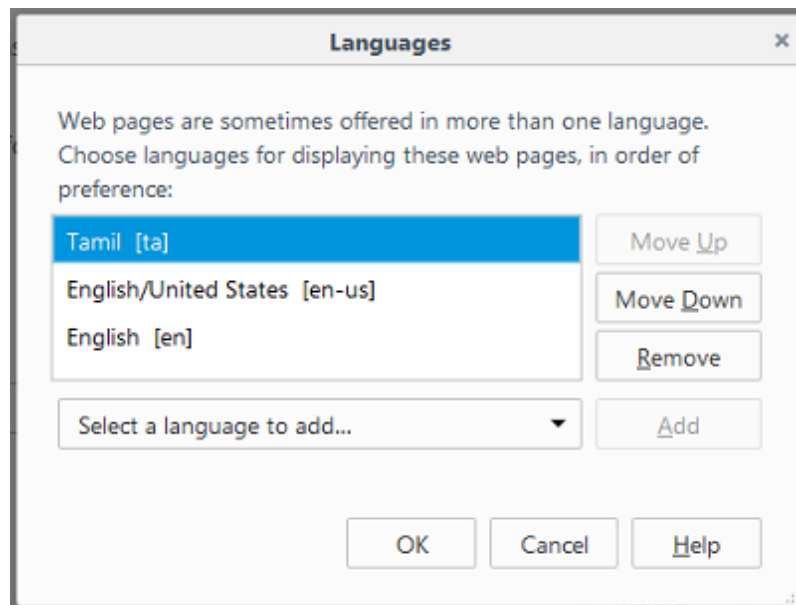 Languages
Web pages are sometimes offered in more than one language.
Choose languages for displaying these web pages, in order of
preference:
Tamil [ta]
Move Up
English/United States [en-us]
Move Down
English [en]
Remove
Select a language to add...
Add
OK
Cancel
Help